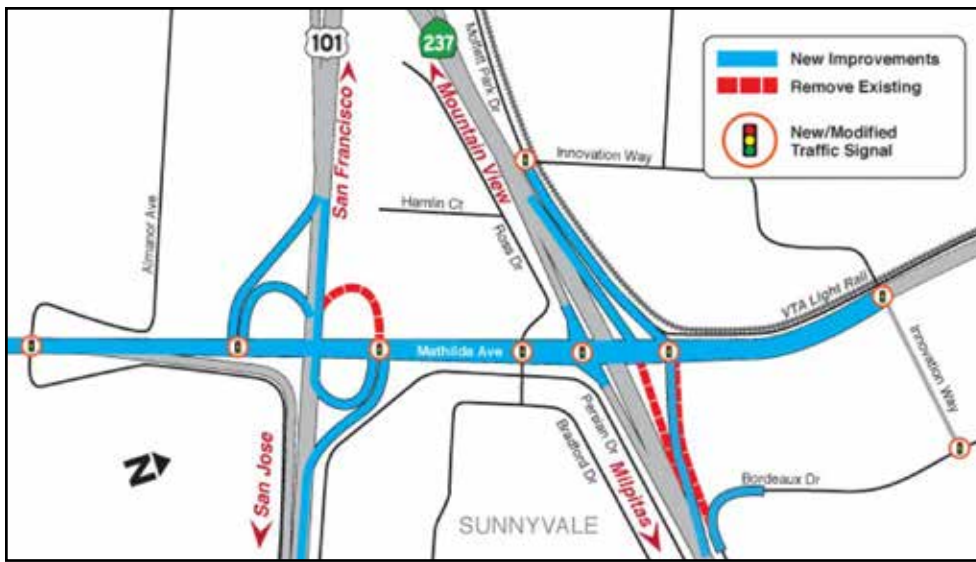 101
237
San Francisco
Mountain View
Moffett Park Dr
Innovation Way
New Improvements
Remove Existing
New/Modified
Traffic Signal
Almanor Ave
Hamlin Ct
Ross Dr
VTA Light Rail
Mathilda Ave
Innovation Way
Persian Dr
Bradford Dr
Bordeaux Dr
N
San Jose
Milpitas
SUNNYVALE